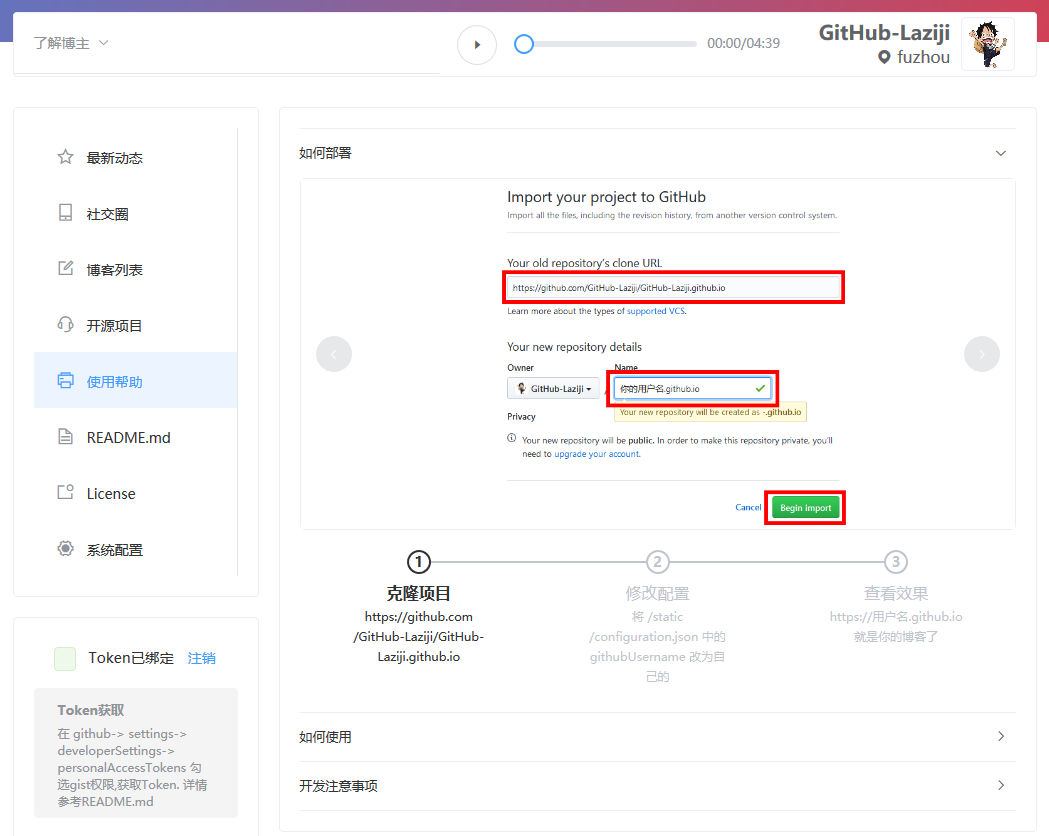 了解博主
00:00/04:39
GitHub-Laziji
fuzhou
最新动态
社交圈
博客列表
开源项目
使用帮助
README.md
License
系统配置
Token已绑定 注销
Token获取
在 github-> settings->
developerSettings->
personalAccessTokens 勾
选gist权限,获取Token. 详情
参考README.md
如何部署
Import your project to GitHub
Import all the files, including the revision history, from another version control system.
Your old repository's clone URL
https://github.com/GitHub-Laziji/GitHub-Laziji.github.io
Learn more about the types of supported VCS.
Your new repository details
Owner Name
GitHub-Laziji / 你的用户名.github.io
Privacy Your new repository will be created as -.github.io
Your new repository will be public. In order to make this repository private, you'll
need to upgrade your account.
Cancel Begin import
1 2 3
克隆项目
https://github.com
/GitHub-Laziji/GitHub-
Laziji.github.io
修改配置
将 /static
/configuration.json 中的
githubUsername 改为自
己的
查看效果
https://用户名.github.io
就是你的博客了
如何使用
开发注意事项